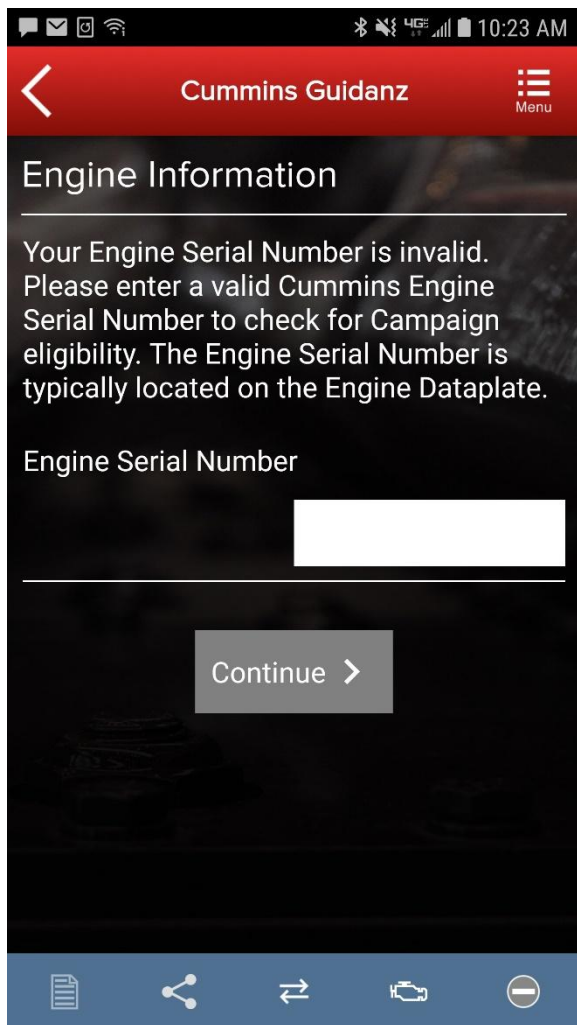 4GE 10:23 AM
Cummins Guidanz
Menu
Engine Information
Your Engine Serial Number is invalid.
Please enter a valid Cummins Engine
Serial Number to check for Campaign
eligibility. The Engine Serial Number is
typically located on the Engine Dataplate.
Engine Serial Number
Continue